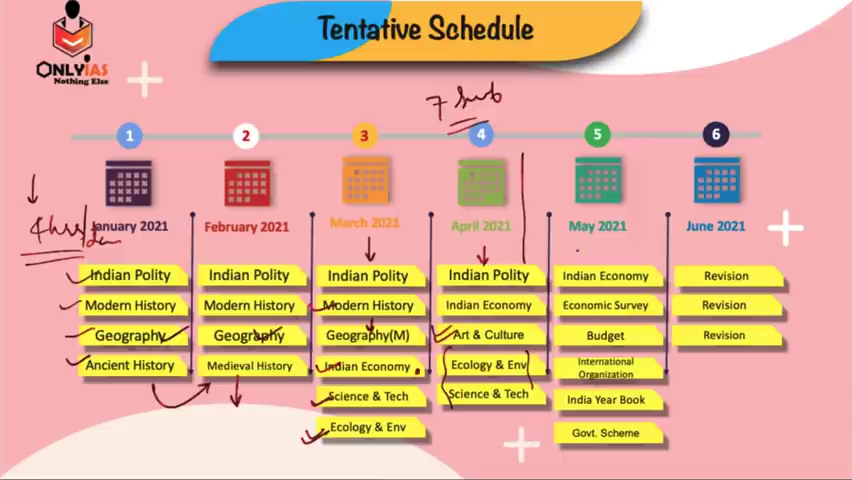 Tentative Schedule
ONLYIAS
Nothing Else
7 Sub
1
2
3
4
5
6
4hrs/
January 2021
February 2021
March 2021
April 2021
May 2021
June 2021
Indian Polity
Modern History
Geography
Ancient History
Indian Polity
Modern History
Geography
Medieval History
Indian Polity
Modern History
Geography(M)
Indian Economy
Science & Tech
Ecology & Env
Indian Polity
Indian Economy
Art & Culture
Ecology & Env
Science & Tech
Indian Economy
Economic Survey
Budget
International
Organization
India Year Book
Govt. Scheme
Revision
Revision
Revision